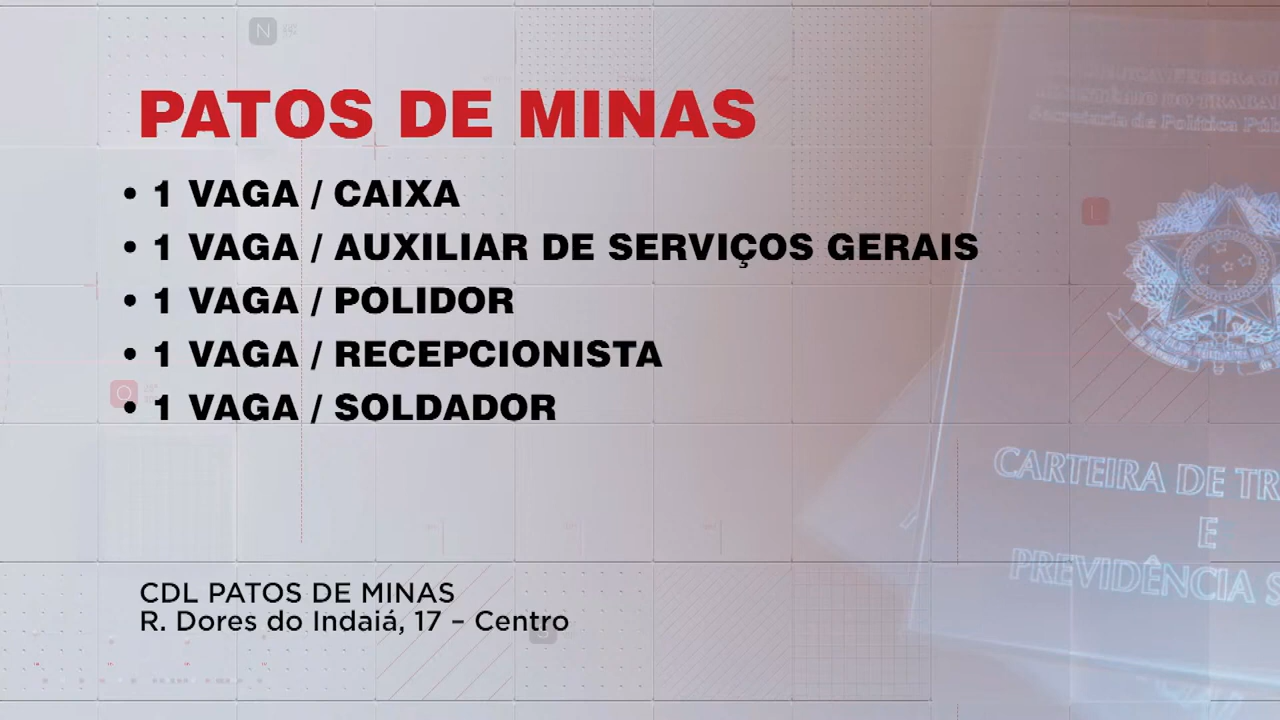 PATOS DE MINAS
• 1 VAGA / CAIXA
• 1 VAGA / AUXILIAR DE SERVIÇOS GERAIS
• 1 VAGA / POLIDOR
• 1 VAGA / RECEPCIONISTA
• 1 VAGA / SOLDADOR
CDL PATOS DE MINAS
R. Dores do Indaiá, 17 – Centro
N
L
O
CARTEIRA DE TR
E
PREVIDÊNCIA S